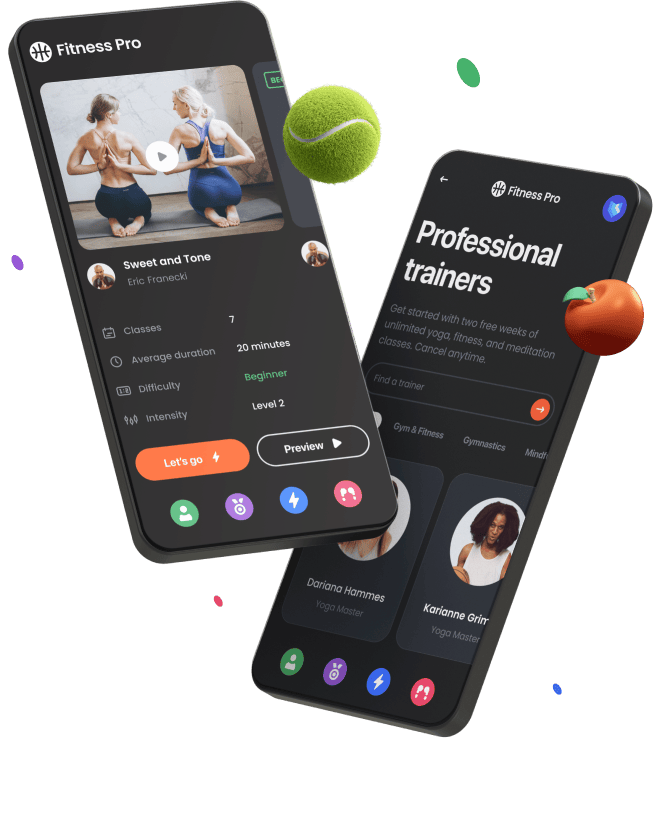 Fitness Pro
BE
Sweet and Tone
Eric Franecki
Classes 7
Average duration 20 minutes
Difficulty Beginner
Intensity Level 2
Let's go
Preview
Fitness Pro
Professional
trainers
Get started with two free weeks of
unlimited yoga, fitness, and meditation
classes. Cancel anytime.
Find a trainer
Gym & Fitness Gymnastics Mindf
Dariana Hammes
Yoga Master
Karianne Grim
Yoga Master